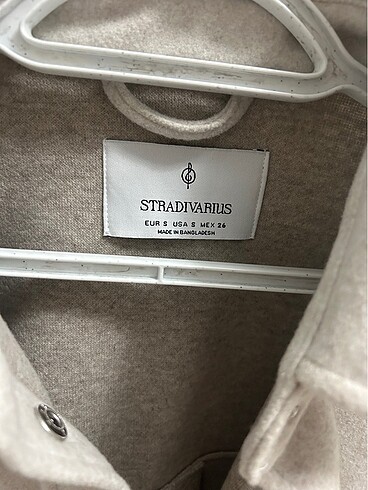 STRADIVARIUS
EUR S USA S MEX 26
MADE IN BANGLADESH